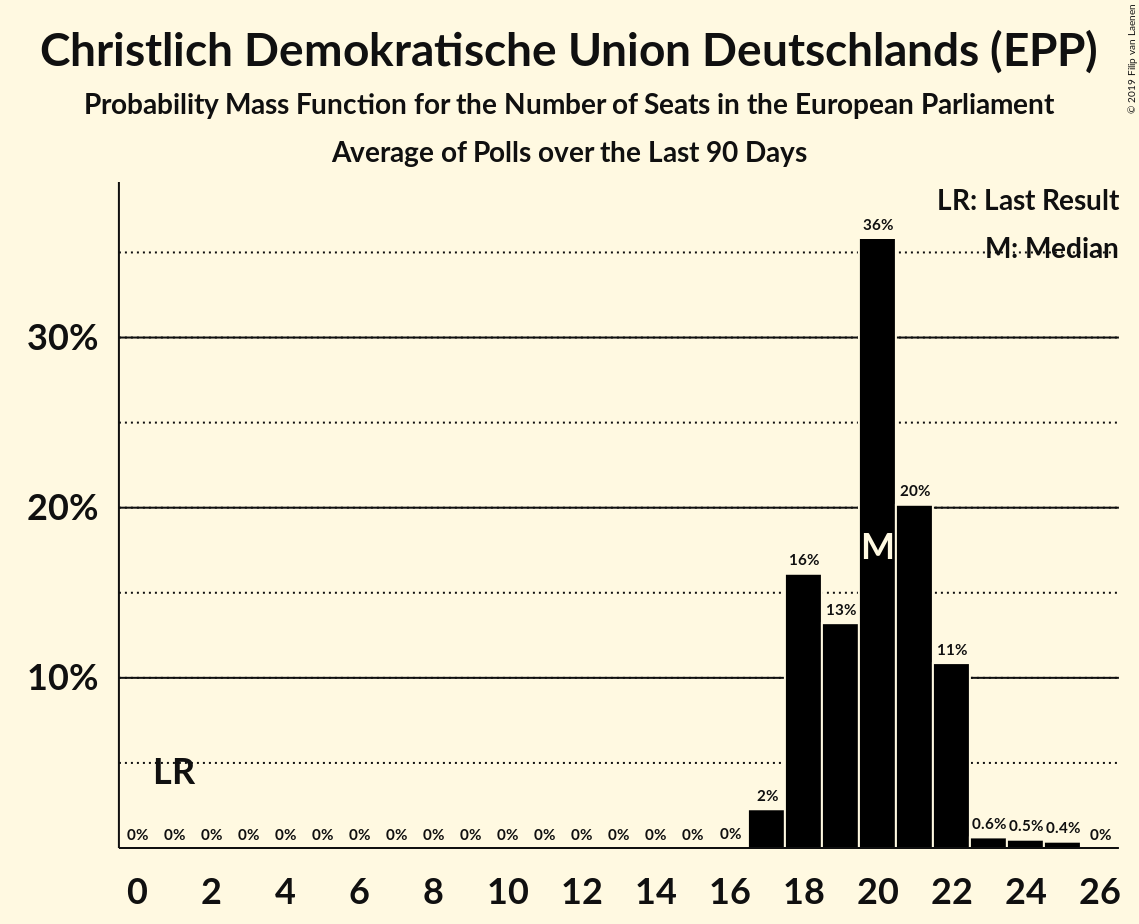 Christlich Demokratische Union Deutschlands (EPP)
Probability Mass Function for the Number of Seats in the European Parliament
Average of Polls over the Last 90 Days
© 2019 Filip van Laenen
LR: Last Result
M: Median
36%
30%
20%
20%
M
16%
13%
11%
10%
LR
2%
0% 0% 0% 0% 0% 0% 0% 0% 0% 0% 0% 0% 0% 0% 0% 0% 0% 0.6% 0.5% 0.4% 0%
0 2 4 6 8 10 12 14 16 18 20 22 24 26